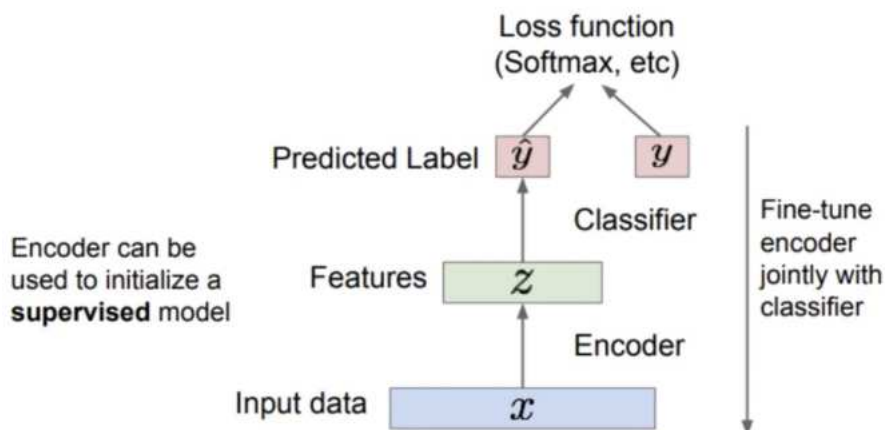 Loss function
(Softmax, etc)
Predicted Label
ŷ
y
Classifier
Fine-tune
encoder
jointly with
classifier
Encoder can be
used to initialize a
supervised model
Features
z
Encoder
Input data
x